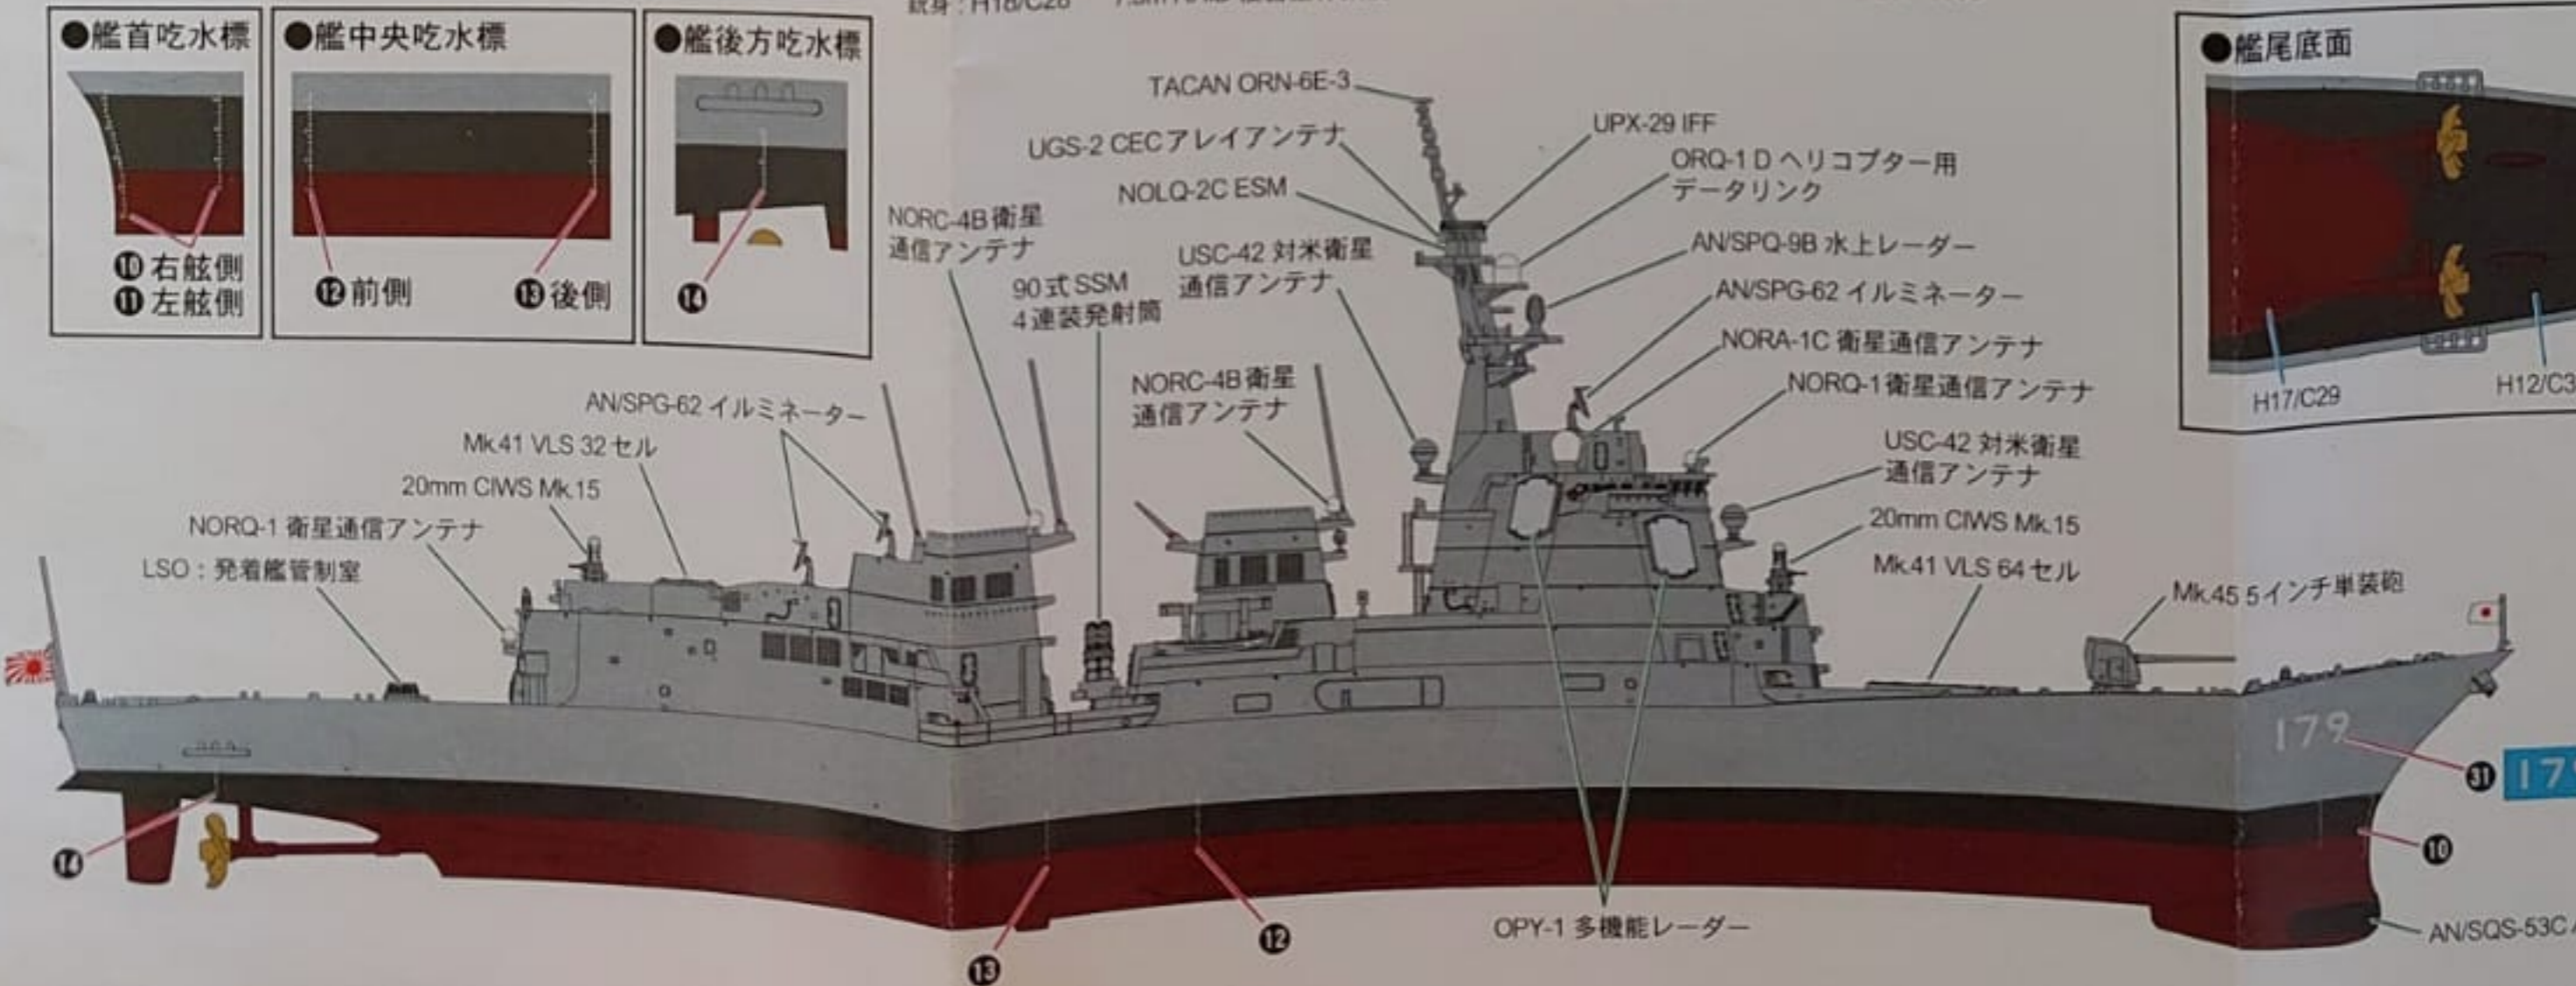 ●艦首吃水標
⑩右舷側
⑪左舷側
●艦中央吃水標
⑫前側
⑬後側
●艦後方吃水標
⑭
銃身 : H18/C28
●艦尾底面
H17/C29
H12/C3
TACAN ORN-6E-3
UGS-2 CECアレイアンテナ
NOLQ-2C ESM
UPX-29 IFF
ORQ-1 D ヘリコプター用
データリンク
NORC-4B 衛星
通信アンテナ
90式SSM
4連装発射筒
USC-42 対米衛星
通信アンテナ
AN/SPQ-9B 水上レーダー
AN/SPG-62 イルミネーター
NORA-1C 衛星通信アンテナ
NORC-4B 衛星
通信アンテナ
NORQ-1 衛星通信アンテナ
AN/SPG-62 イルミネーター
Mk.41 VLS 32セル
20mm CIWS Mk.15
NORQ-1 衛星通信アンテナ
LSO : 発着艦管制室
USC-42 対米衛星
通信アンテナ
20mm CIWS Mk.15
Mk.41 VLS 64セル
Mk.45 5インチ単装砲
179
㉛
⑭
⑬
⑫
⑩
OPY-1 多機能レーダー
AN/SQS-53C